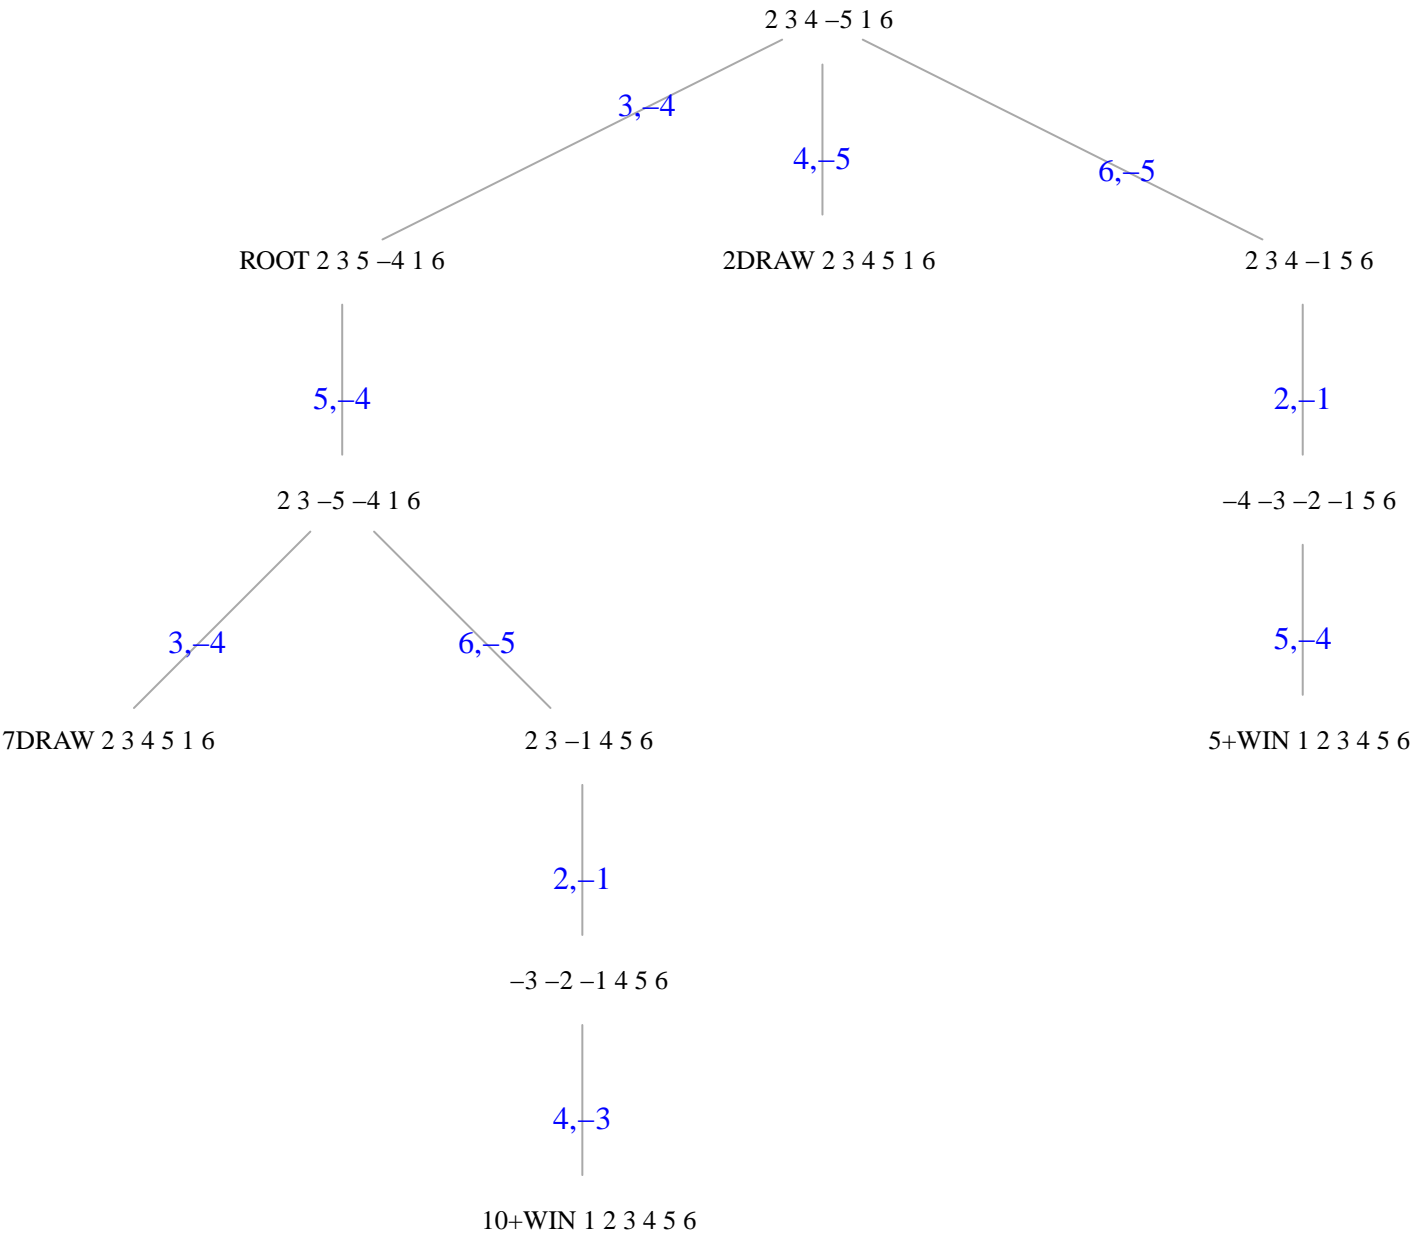 2 3 4 –5 1 6
3,–4
4,–5
6,–5
ROOT 2 3 5 –4 1 6
2DRAW 2 3 4 5 1 6
2 3 4 –1 5 6
5,–4
2,–1
2 3 –5 –4 1 6
–4 –3 –2 –1 5 6
3,–4
6,–5
5,–4
7DRAW 2 3 4 5 1 6
2 3 –1 4 5 6
5+WIN 1 2 3 4 5 6
2,–1
–3 –2 –1 4 5 6
4,–3
10+WIN 1 2 3 4 5 6